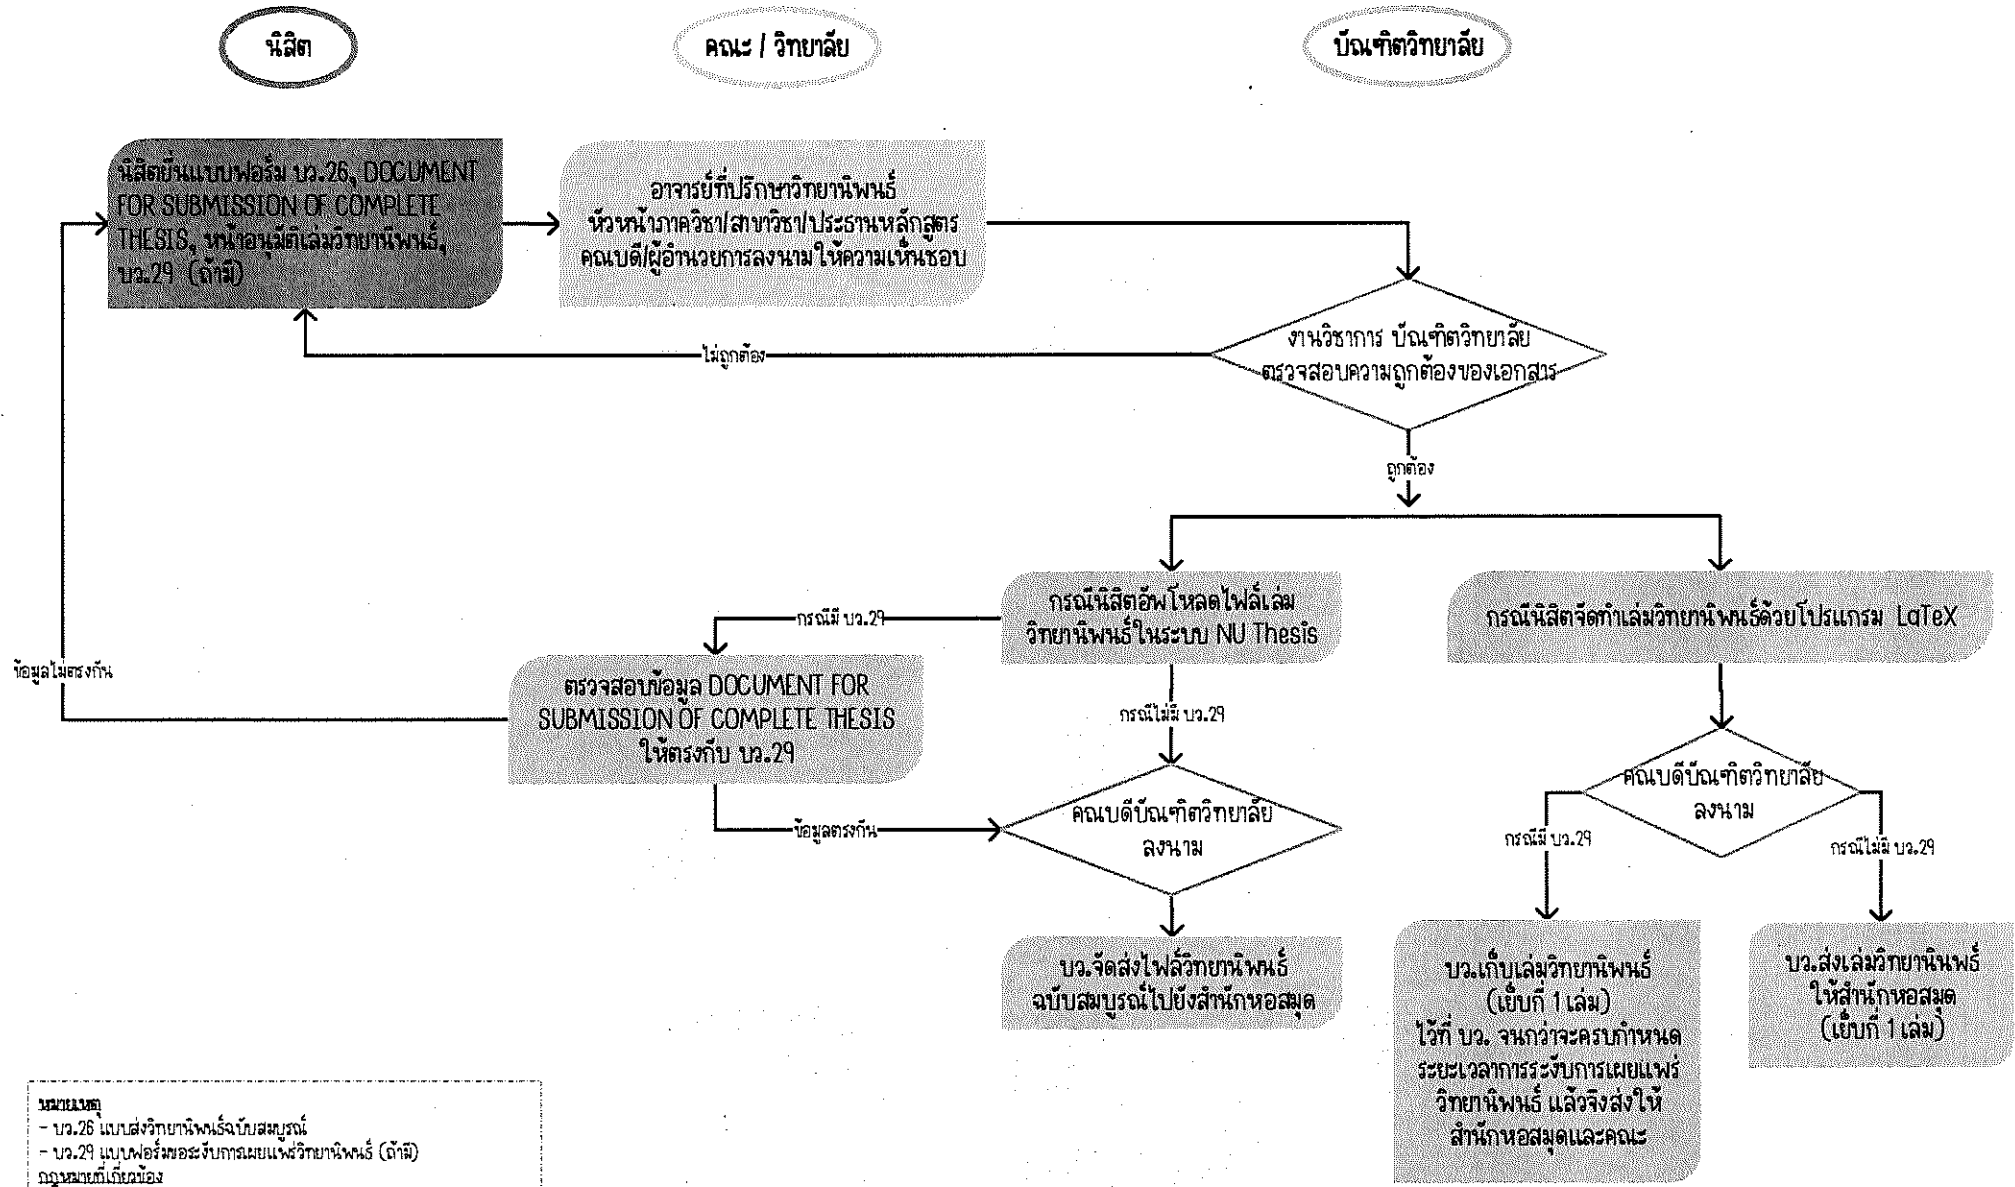 นิสิต
คณะ / วิทยาลัย
บัณฑิตวิทยาลัย
นิสิตยื่นแบบฟอร์ม บว.26, DOCUMENT
FOR SUBMISSION OF COMPLETE
THESIS, หน้าอนุมัติเล่มวิทยานิพนธ์,
บว.29 (ถ้ามี)
อาจารย์ที่ปรึกษาวิทยานิพนธ์
หัวหน้าภาควิชา/สาขาวิชา/ประธานหลักสูตร
คณบดี/ผู้อำนวยการลงนามให้ความเห็นชอบ
งานวิชาการ บัณฑิตวิทยาลัย
ตรวจสอบความถูกต้องของเอกสาร
ไม่ถูกต้อง
ถูกต้อง
กรณีนิสิตอัพโหลดไฟล์เล่ม
วิทยานิพนธ์ในระบบ NU Thesis
กรณีนิสิตจัดทำเล่มวิทยานิพนธ์ด้วยโปรแกรม LaTeX
กรณีมี บว.29
ข้อมูลไม่ตรงกัน
ตรวจสอบข้อมูล DOCUMENT FOR
SUBMISSION OF COMPLETE THESIS
ให้ตรงกับ บว.29
กรณีไม่มี บว.29
ข้อมูลตรงกัน
คณบดีบัณฑิตวิทยาลัย
ลงนาม
คณบดีบัณฑิตวิทยาลัย
ลงนาม
กรณีมี บว.29
กรณีไม่มี บว.29
บว.จัดส่งไฟล์วิทยานิพนธ์
ฉบับสมบูรณ์ไปยังสำนักหอสมุด
บว.เก็บเล่มวิทยานิพนธ์
(เย็บกี่ 1 เล่ม)
ไว้ที่ บว. จนกว่าจะครบกำหนด
ระยะเวลาการระงับการเผยแพร่
วิทยานิพนธ์ แล้วจึงส่งให้
สำนักหอสมุดและคณะ
บว.ส่งเล่มวิทยานินพธ์
ให้สำนักหอสมุด
(เย็บกี่ 1 เล่ม)
หมายเหตุ
- บว.26 แบบส่งวิทยานิพนธ์ฉบับสมบูรณ์
- บว.29 แบบฟอร์มขอระงับการเผยแพร่วิทยานิพนธ์ (ถ้ามี)
กฎหมายที่เกี่ยวข้อง